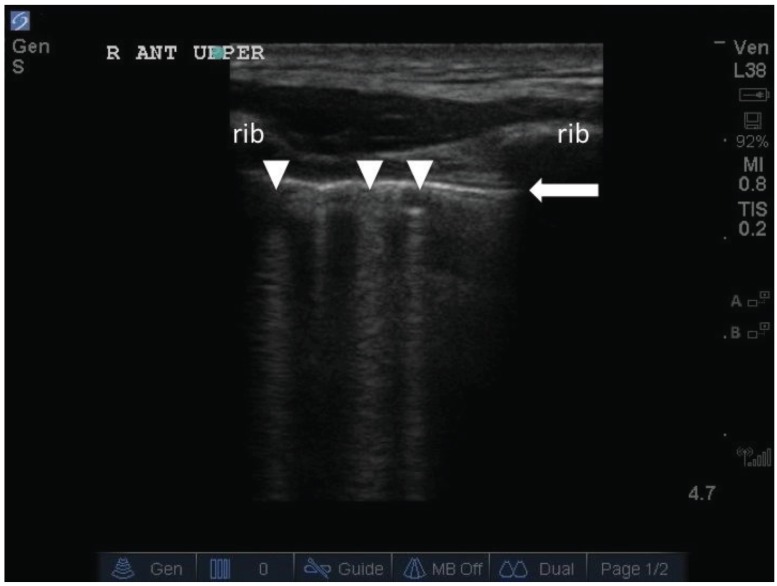 Gen
S
R ANT UPPER
Ven
L38
92%
MI
0.8
TIS
0.2
rib
rib
A
B
4.7
Gen
0
Guide
MB Off
Dual
Page 1/2